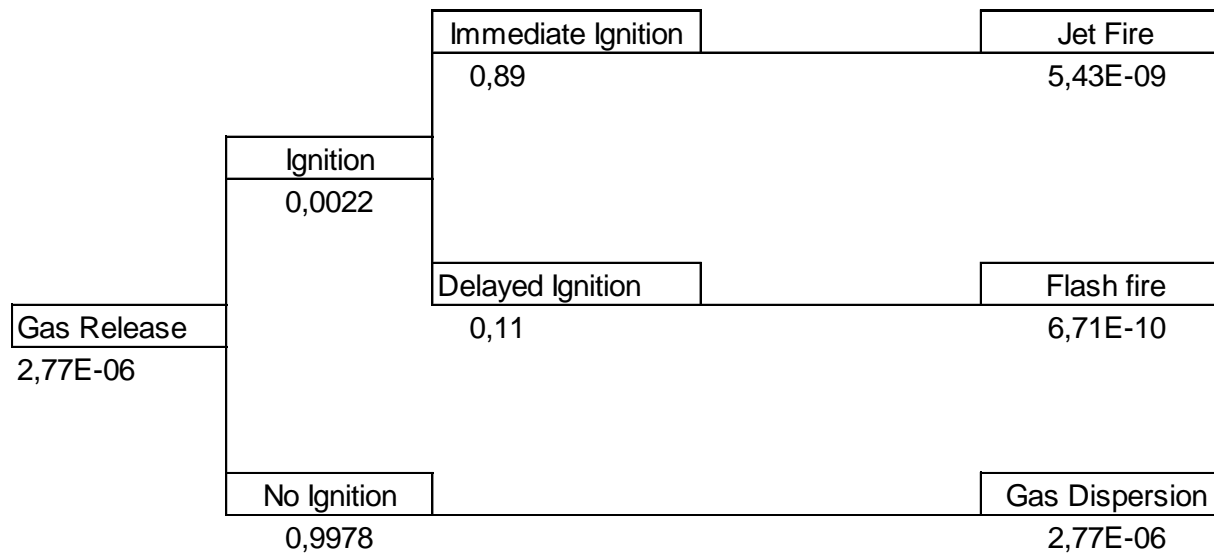 Immediate Ignition
Jet Fire
0,89
5,43E-09
Ignition
0,0022
Delayed Ignition
Flash fire
0,11
6,71E-10
Gas Release
2,77E-06
No Ignition
Gas Dispersion
0,9978
2,77E-06